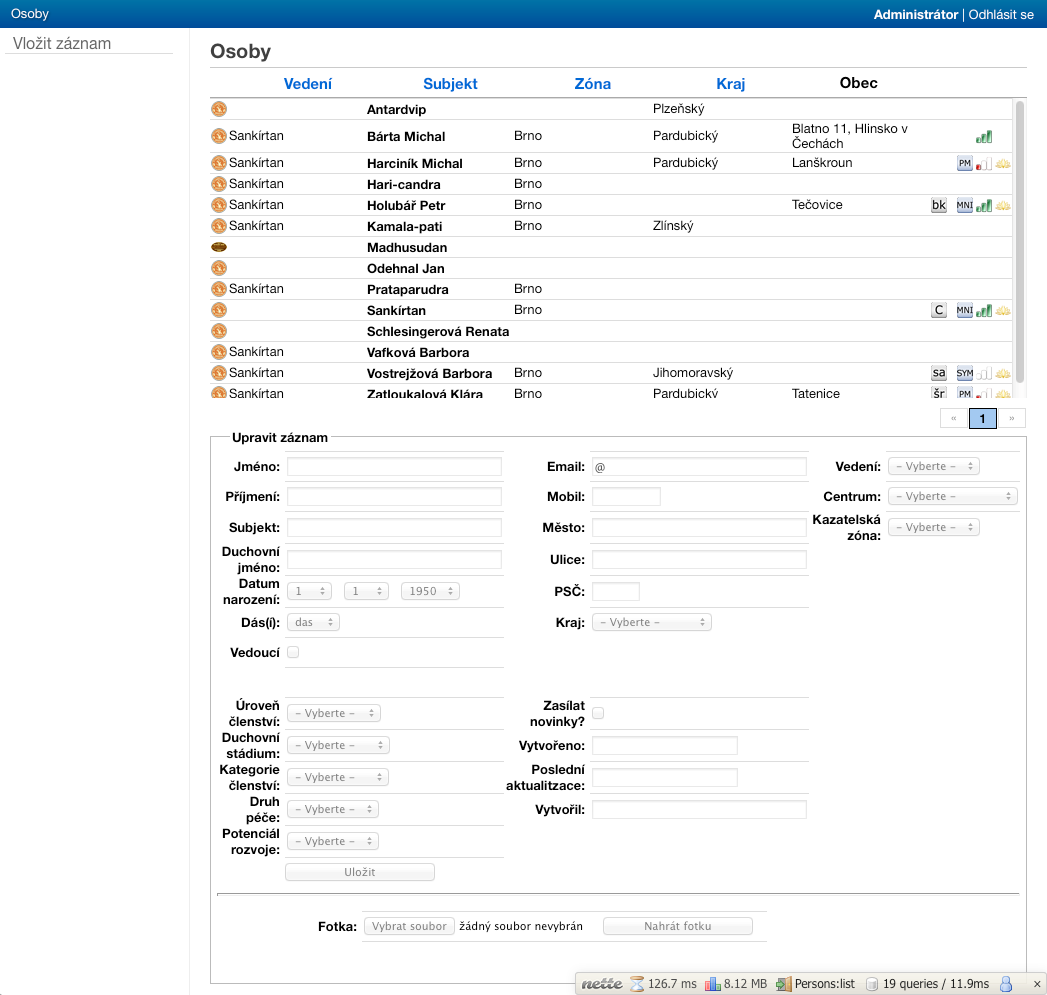 Osoby
Administrátor | Odhlásit se
Vložit záznam
Osoby
Vedení Subjekt Zóna Kraj Obec
Antardvip Plzeňský
Sankírtan Bárta Michal Brno Pardubický Blatno 11, Hlinsko v
Čechách
Sankírtan Harciník Michal Brno Pardubický Lanškroun PM
Sankírtan Hari-candra Brno
Sankírtan Holubář Petr Brno Tečovice bk MNI
Sankírtan Kamala-pati Brno Zlínský
Madhusudan
Odehnal Jan
Sankírtan Prataparudra Brno
Sankírtan Brno C MNI
Schlesingerová Renata
Sankírtan Vafková Barbora
Sankírtan Vostrejžová Barbora Brno Jihomoravský sa SYM
Sankírtan Zatloukalová Klára Brno Pardubický Tatenice šr PM
« 1 »
Upravit záznam
Jméno: Email: @ Vedení: – Vyberte –
Příjmení: Mobil: Centrum: – Vyberte –
Subjekt: Město: Kazatelská
zóna: – Vyberte –
Duchovní
jméno: Ulice:
Datum
narození: 1 1 1950 PSČ:
Dás(í): das Kraj: – Vyberte –
Vedoucí
Úroveň
členství: – Vyberte – Zasílat
novinky?
Duchovní
stádium: – Vyberte – Vytvořeno:
Kategorie
členství: – Vyberte – Poslední
aktualitzace:
Druh
péče: – Vyberte – Vytvořil:
Potenciál
rozvoje: – Vyberte –
Uložit
Fotka: Vybrat soubor žádný soubor nevybrán Nahrát fotku
nette 126.7 ms 8.12 MB Persons:list 19 queries / 11.9ms ×